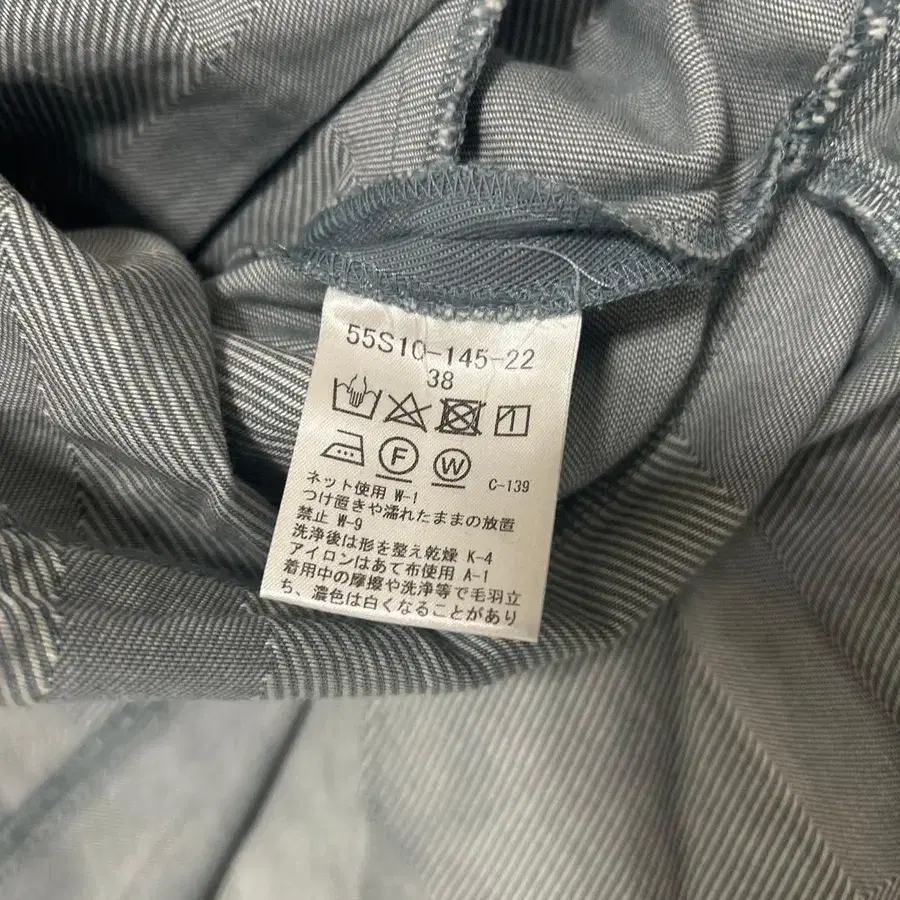 55S10-145-22
38
F W C-139
ネット使用 W-1
つけ置きや濡れたままの放置
禁止 W-9
洗浄後は形を整え乾燥 K-4
アイロンはあて布使用 A-1
着用中の摩擦や洗浄等で毛羽立
ち、濃色は白くなることがあり